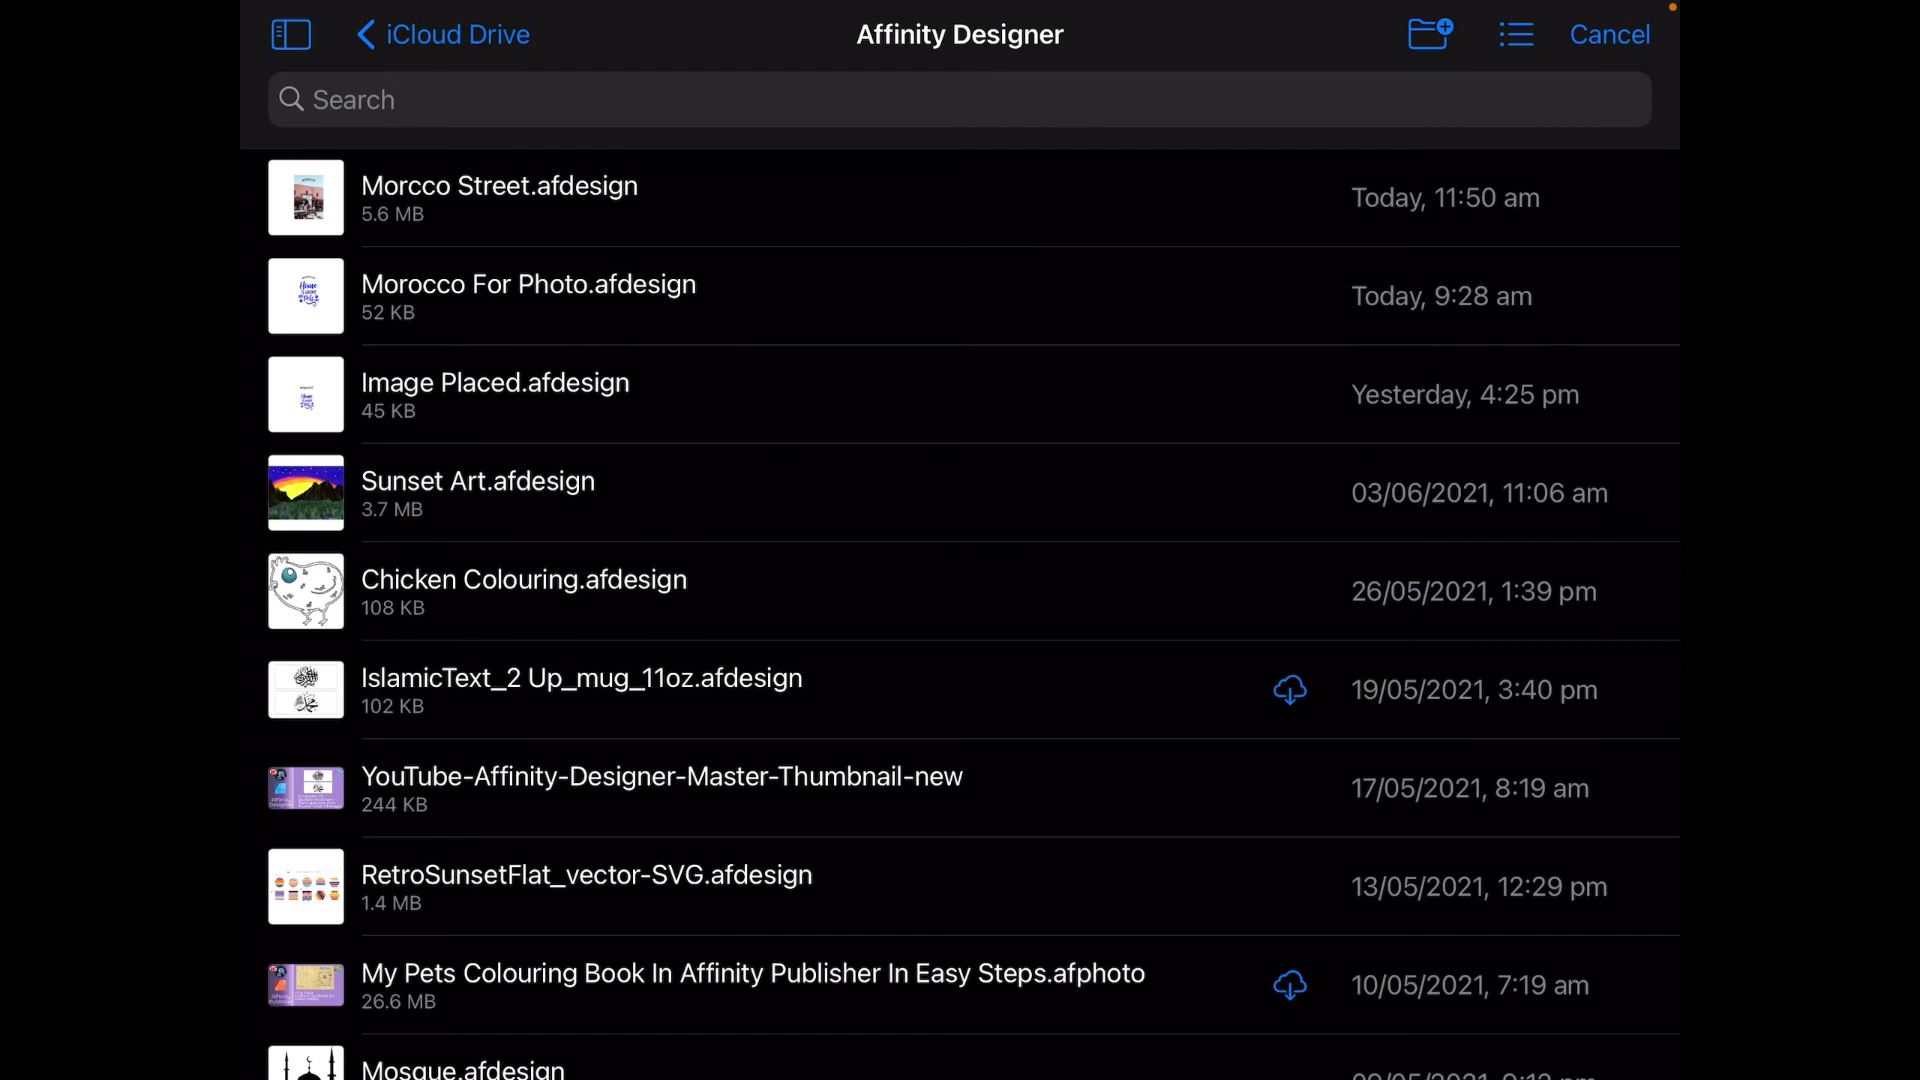 iCloud Drive
Affinity Designer
Cancel
Search
Morcco Street.afdesign
5.6 MB
Today, 11:50 am
Morocco For Photo.afdesign
52 KB
Today, 9:28 am
Image Placed.afdesign
45 KB
Yesterday, 4:25 pm
Sunset Art.afdesign
3.7 MB
03/06/2021, 11:06 am
Chicken Colouring.afdesign
108 KB
26/05/2021, 1:39 pm
IslamicText_2 Up_mug_11oz.afdesign
102 KB
19/05/2021, 3:40 pm
YouTube-Affinity-Designer-Master-Thumbnail-new
244 KB
17/05/2021, 8:19 am
RetroSunsetFlat_vector-SVG.afdesign
1.4 MB
13/05/2021, 12:29 pm
My Pets Colouring Book In Affinity Publisher In Easy Steps.afphoto
26.6 MB
10/05/2021, 7:19 am
Mosque.afdesign